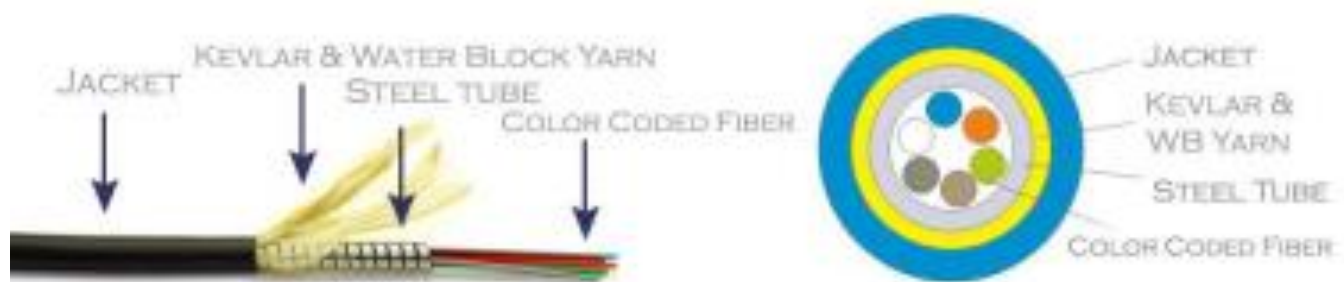 KEVLAR & WATER BLOCK YARN
JACKET
STEEL TUBE
COLOR CODED FIBER
JACKET
KEVLAR &
WB YARN
STEEL TUBE
COLOR CODED FIBER